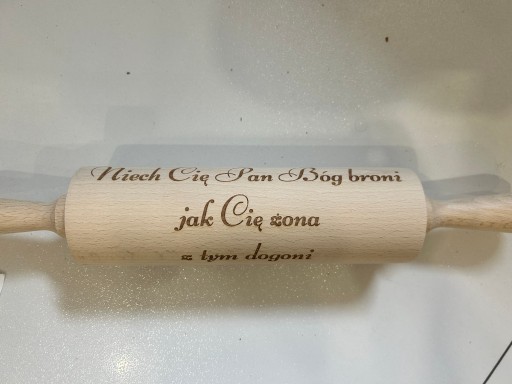 Niech Cię Pan Bóg broni
jak Cię żona
z tym dogoni